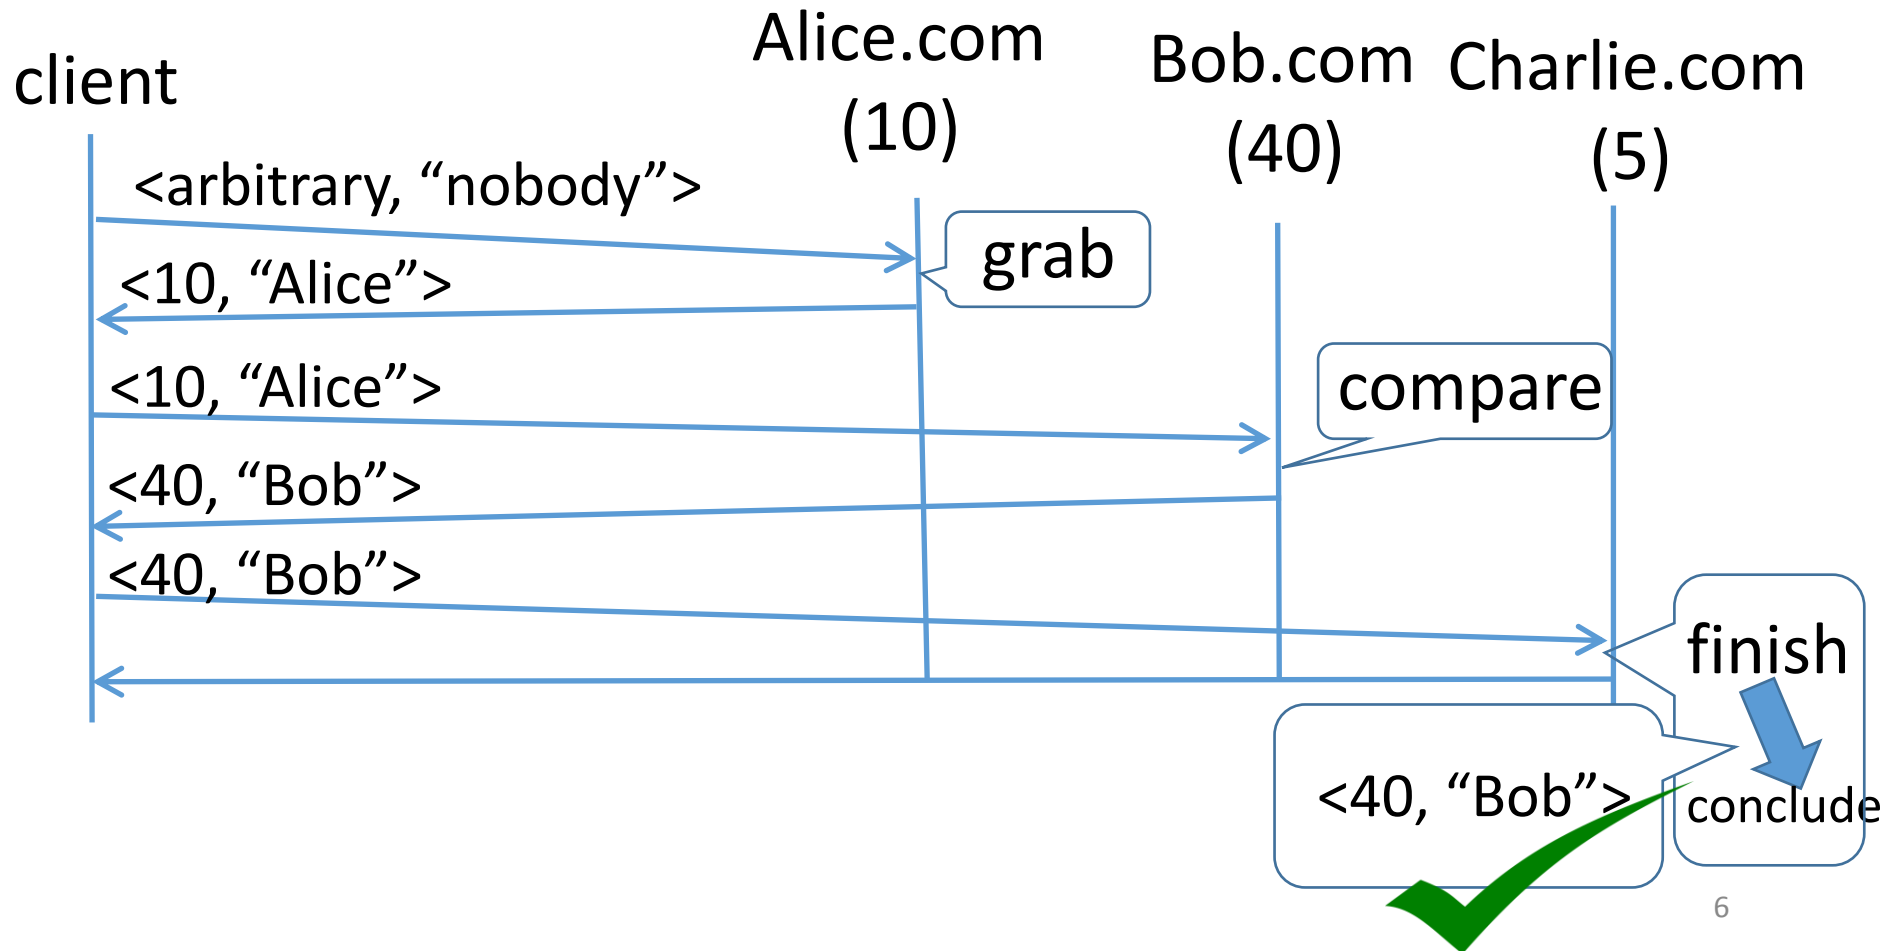 client
Alice.com
(10)
Bob.com
(40)
Charlie.com
(5)
<arbitrary, “nobody”>
grab
<10, “Alice”>
<10, “Alice”>
compare
<40, “Bob”>
<40, “Bob”>
finish
<40, “Bob”>
conclude
6